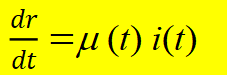 dr/dt = μ (t) i(t)